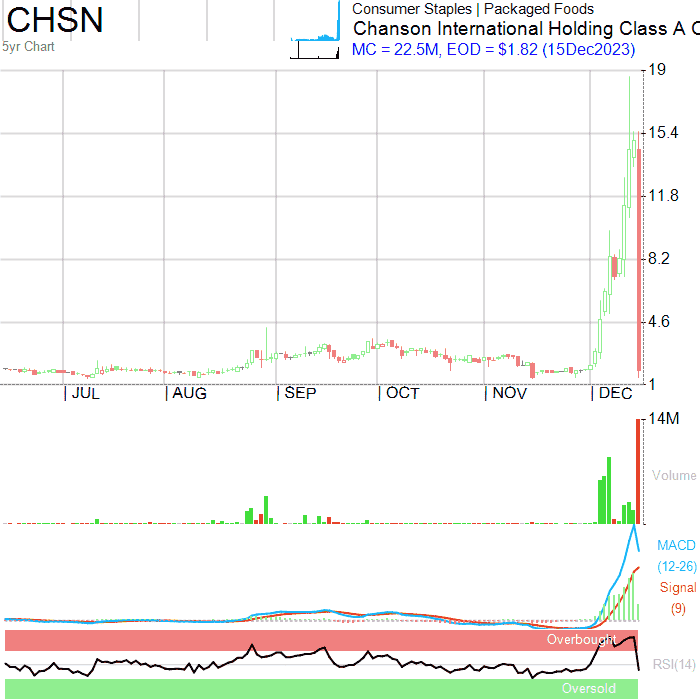 CHSN
5yr Chart
Consumer Staples | Packaged Foods
Chanson International Holding Class A O
MC = 22.5M, EOD = $1.82 (15Dec2023)
19
15.4
11.8
8.2
4.6
1
JUL AUG SEP OCT NOV DEC
14M
Volume
MACD
(12-26)
Signal
(9)
Overbought
RSI(14)
Oversold